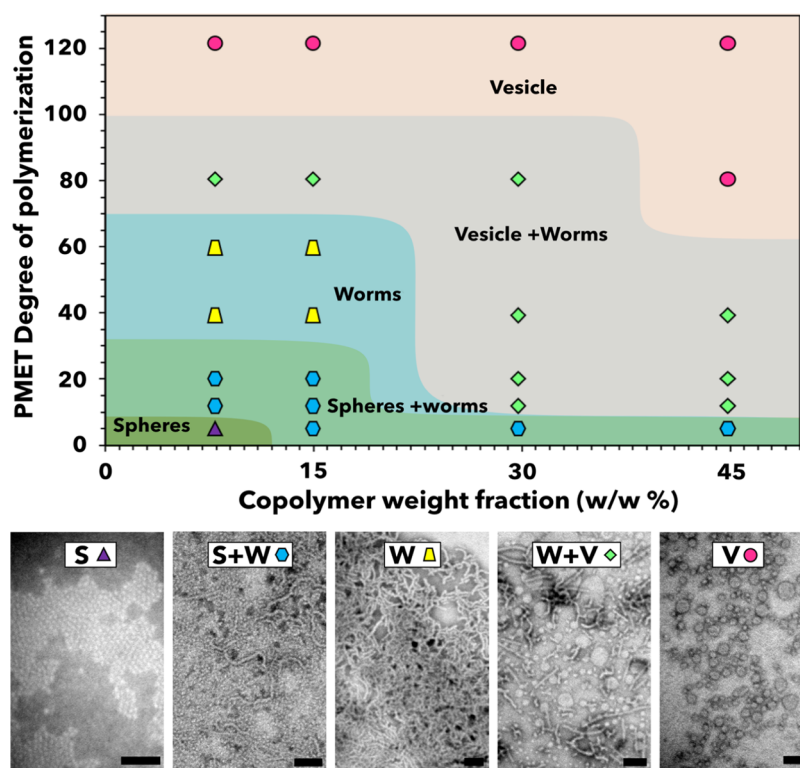 PMET Degree of polymerization
120
100
80
60
40
20
0
Vesicle
Vesicle +Worms
Worms
Spheres +worms
Spheres
0 15 30 45
Copolymer weight fraction (w/w %)
S
S+W
W
W+V
V